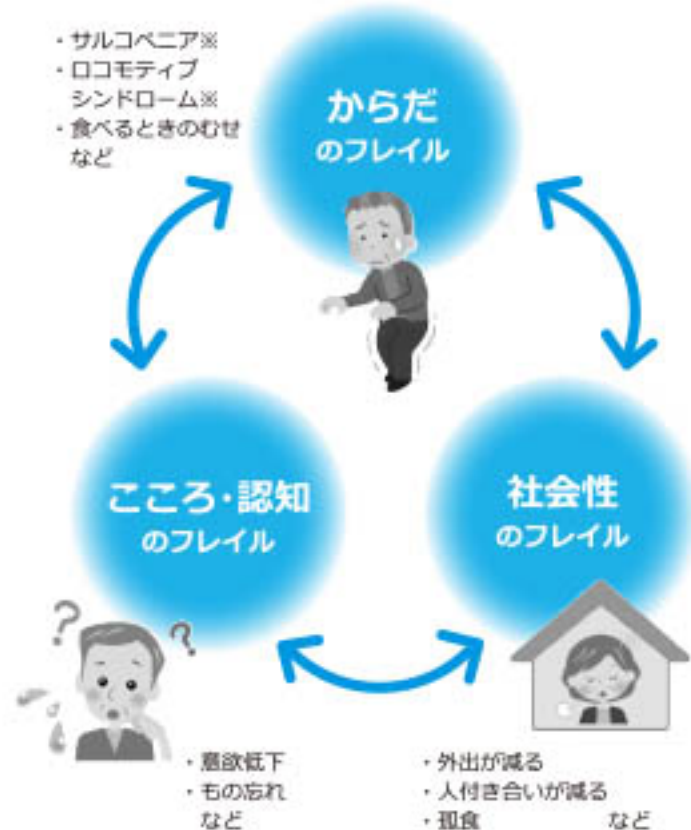 ・サルコペニア※
・ロコモティブ
シンドローム※
・食べるときのむせ
など
からだ
のフレイル
こころ・認知
のフレイル
社会性
のフレイル
?
?
・意欲低下
・もの忘れ
など
・外出が減る
・人付き合いが減る
・孤食 など